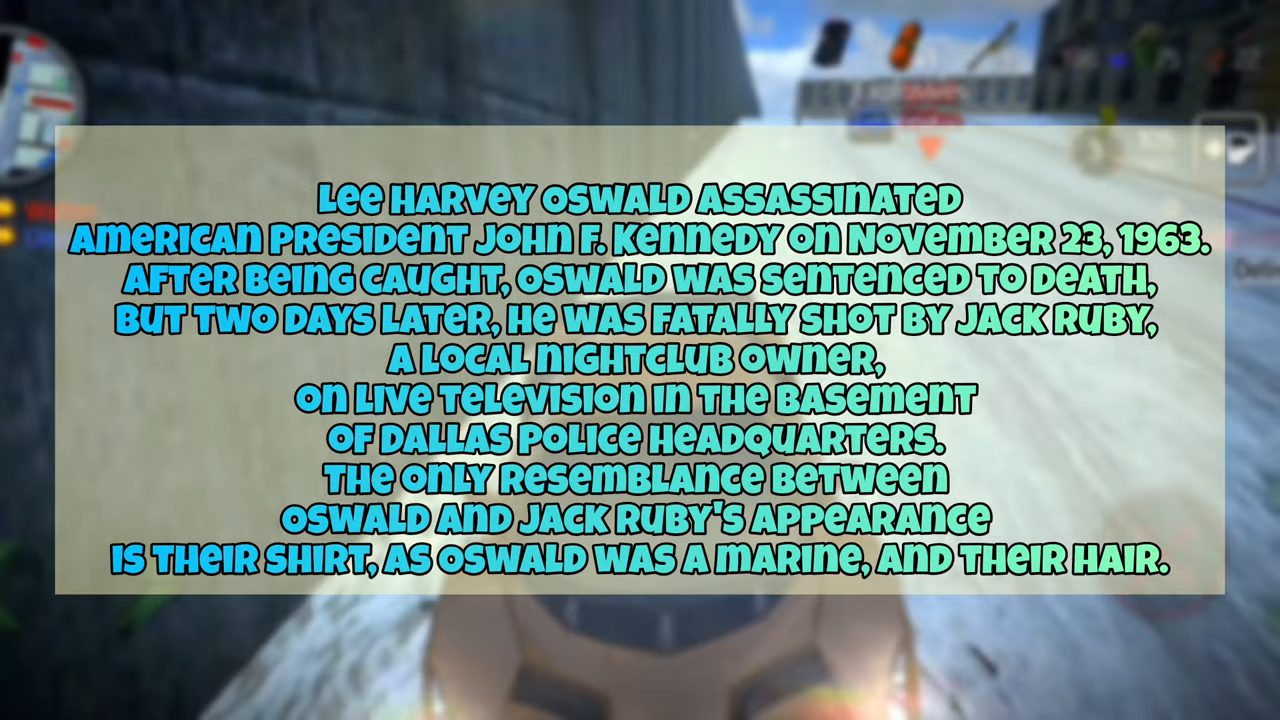 Lee Harvey Oswald assassinated
American President John F. Kennedy on November 23, 1963.
After being caught, Oswald was sentenced to death,
but two days later, he was fatally shot by Jack Ruby,
a local nightclub owner,
on live television in the basement
of Dallas Police Headquarters.
The only resemblance between
Oswald and Jack Ruby's appearance
is their shirt, as Oswald was a marine, and their hair.